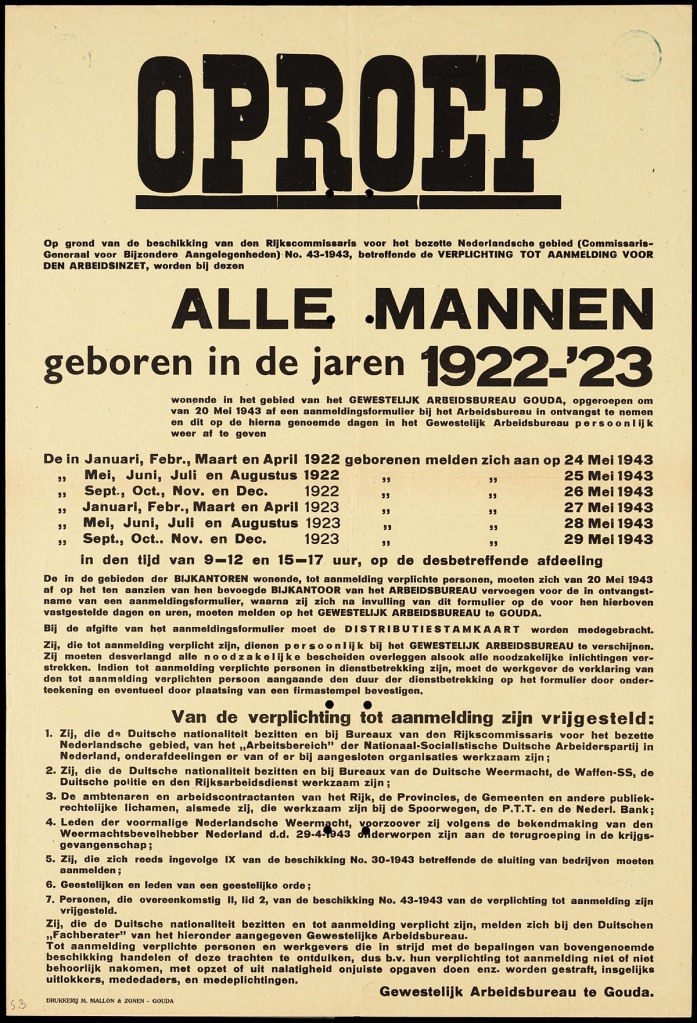 OPROEP
Op grond van de beschikking van den Rijkscommissaris voor het bezette Nederlandsche gebied (Commissaris-
Generaal voor Bijzondere Aangelegenheden) No. 43-1943, betreffende de VERPLICHTING TOT AANMELDING VOOR
DEN ARBEIDSINZET, worden bij dezen
ALLE MANNEN
geboren in de jaren 1922-'23
wonende in het gebied van het GEWESTELIJK ARBEIDSBUREAU GOUDA, opgeroepen om
van 20 Mei 1943 af een aanmeldingsformulier bij het Arbeidsbureau in ontvangst te nemen
en dit op de hierna genoemde dagen in het Gewestelijk Arbeidsbureau persoonlijk
weer af te geven
De in Januari, Febr., Maart en April 1922 geborenen melden zich aan op 24 Mei 1943
„ Mei, Juni, Juli en Augustus 1922 „ „ 25 Mei 1943
„ Sept., Oct., Nov. en Dec. 1922 „ „ 26 Mei 1943
„ Januari, Febr., Maart en April 1923 „ „ 27 Mei 1943
„ Mei, Juni, Juli en Augustus 1923 „ „ 28 Mei 1943
„ Sept., Oct.. Nov. en Dec. 1923 „ „ 29 Mei 1943
in den tijd van 9—12 en 15—17 uur, op de desbetreffende afdeeling
De in de gebieden der BIJKANTOREN wonende, tot aanmelding verplichte personen, moeten zich van 20 Mei 1943
af op het ten aanzien van hen bevoegde BIJKANTOOR van het ARBEIDSBUREAU vervoegen voor de in ontvangst-
name van een aanmeldingsformulier, waarna zij zich na invulling van dit formulier op de voor hen hierboven
vastgestelde dagen en uren, moeten melden op het GEWESTELIJK ARBEIDSBUREAU te GOUDA.
Bij de afgifte van het aanmeldingsformulier moet de DISTRIBUTIESTAMKAART worden medegebracht.
Zij, die tot aanmelding verplicht zijn, dienen persoonlijk bij het GEWESTELIJK ARBEIDSBUREAU te verschijnen.
Zij moeten desverlangd alle noodzakelijke bescheiden overleggen alsook alle noodzakelijke inlichtingen ver-
strekken. Indien tot aanmelding verplichte personen in dienstbetrekking zijn, moet de werkgever de verklaring van
den tot aanmelding verplichten persoon aangaande den duur der dienstbetrekking op het formulier door onder-
teekening en eventueel door plaatsing van een firmastempel bevestigen.
Van de verplichting tot aanmelding zijn vrijgesteld:
1. Zij, die de Duitsche nationaliteit bezitten en bij Bureaux van den Rijkscommissaris voor het bezette
Nederlandsche gebied, van het „Arbeitsbereich” der Nationaal-Socialistische Duitsche Arbeiderspartij in
Nederland, onderafdeelingen er van of er bij aangesloten organisaties werkzaam zijn;
2. Zij, die de Duitsche nationaliteit bezitten en bij Bureaux van de Duitsche Weermacht, de Waffen-SS, de
Duitsche politie en den Rijksarbeidsdienst werkzaam zijn;
3. De ambtenaren en arbeidscontractanten van het Rijk, de Provincies, de Gemeenten en andere publiek-
rechtelijke lichamen, alsmede zij, die werkzaam zijn bij de Spoorwegen, de P.T.T. en de Nederl. Bank;
4. Leden der voormalige Nederlandsche Weermacht, voorzoover zij volgens de bekendmaking van den
Weermachtsbevelhebber Nederland d.d. 29-4-1943 onderworpen zijn aan de terugroeping in de krijgs-
gevangenschap;
5. Zij, die zich reeds ingevolge IX van de beschikking No. 30-1943 betreffende de sluiting van bedrijven moeten
aanmelden;
6. Geestelijken en leden van een geestelijke orde;
7. Personen, die overeenkomstig II, lid 2, van de beschikking No. 43-1943 van de verplichting tot aanmelding zijn
vrijgesteld.
Zij, die de Duitsche nationaliteit bezitten en tot aanmelding verplicht zijn, melden zich bij den Duitschen
„Fachberater” van het hieronder aangegeven Gewestelijke Arbeidsbureau.
Tot aanmelding verplichte personen en werkgevers die in strijd met de bepalingen van bovengenoemde
beschikking handelen of deze trachten te ontduiken, dus b.v. hun verplichting tot aanmelding niet of niet
behoorlijk nakomen, met opzet of uit nalatigheid onjuiste opgaven doen enz. worden gestraft, insgelijks
uitlokkers, mededaders, en medeplichtingen.
Gewestelijk Arbeidsbureau te Gouda.
DRUKKERIJ M. MALLON & ZONEN - GOUDA
S.3